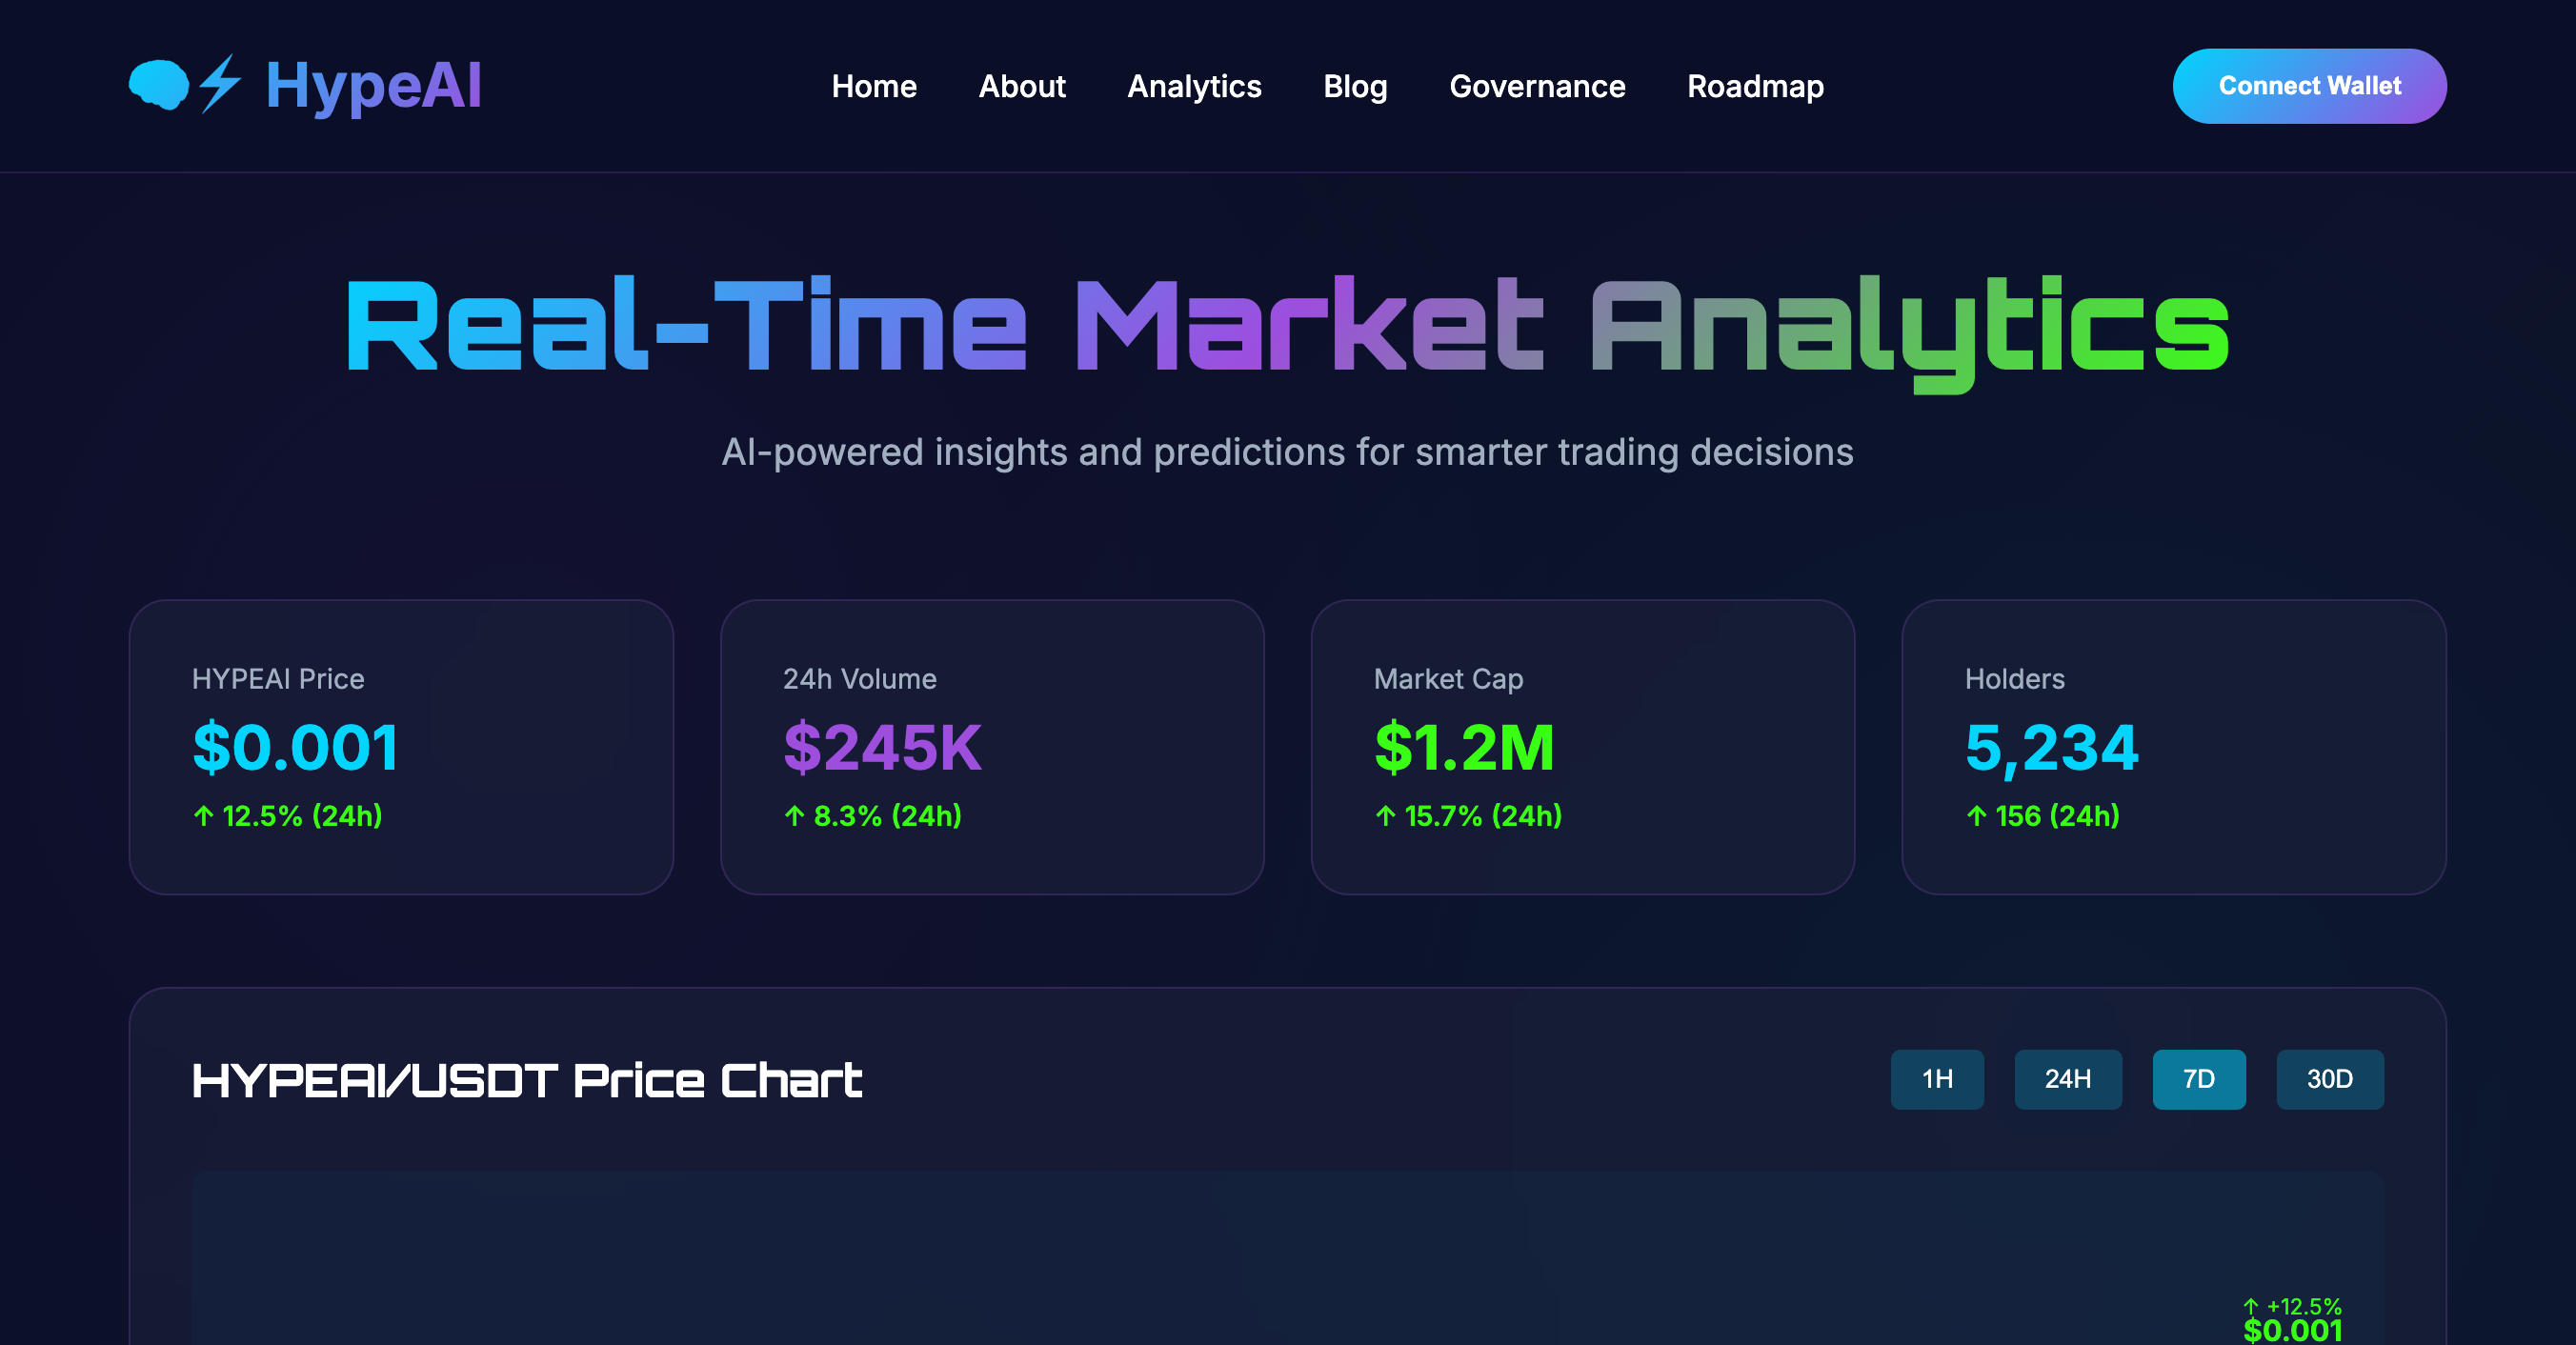 HypeAI
Home About Analytics Blog Governance Roadmap
Connect Wallet
Real-Time Market Analytics
AI-powered insights and predictions for smarter trading decisions
HYPEAI Price
$0.001
↑ 12.5% (24h)
24h Volume
$245K
↑ 8.3% (24h)
Market Cap
$1.2M
↑ 15.7% (24h)
Holders
5,234
↑ 156 (24h)
HYPEAI/USDT Price Chart
1H 24H 7D 30D
↑ +12.5%
$0.001